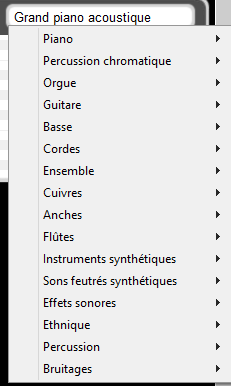 Grand piano acoustique
Piano
Percussion chromatique
Orgue
Guitare
Basse
Cordes
Ensemble
Cuivres
Anches
Flûtes
Instruments synthétiques
Sons feutrés synthétiques
Effets sonores
Ethnique
Percussion
Bruitages